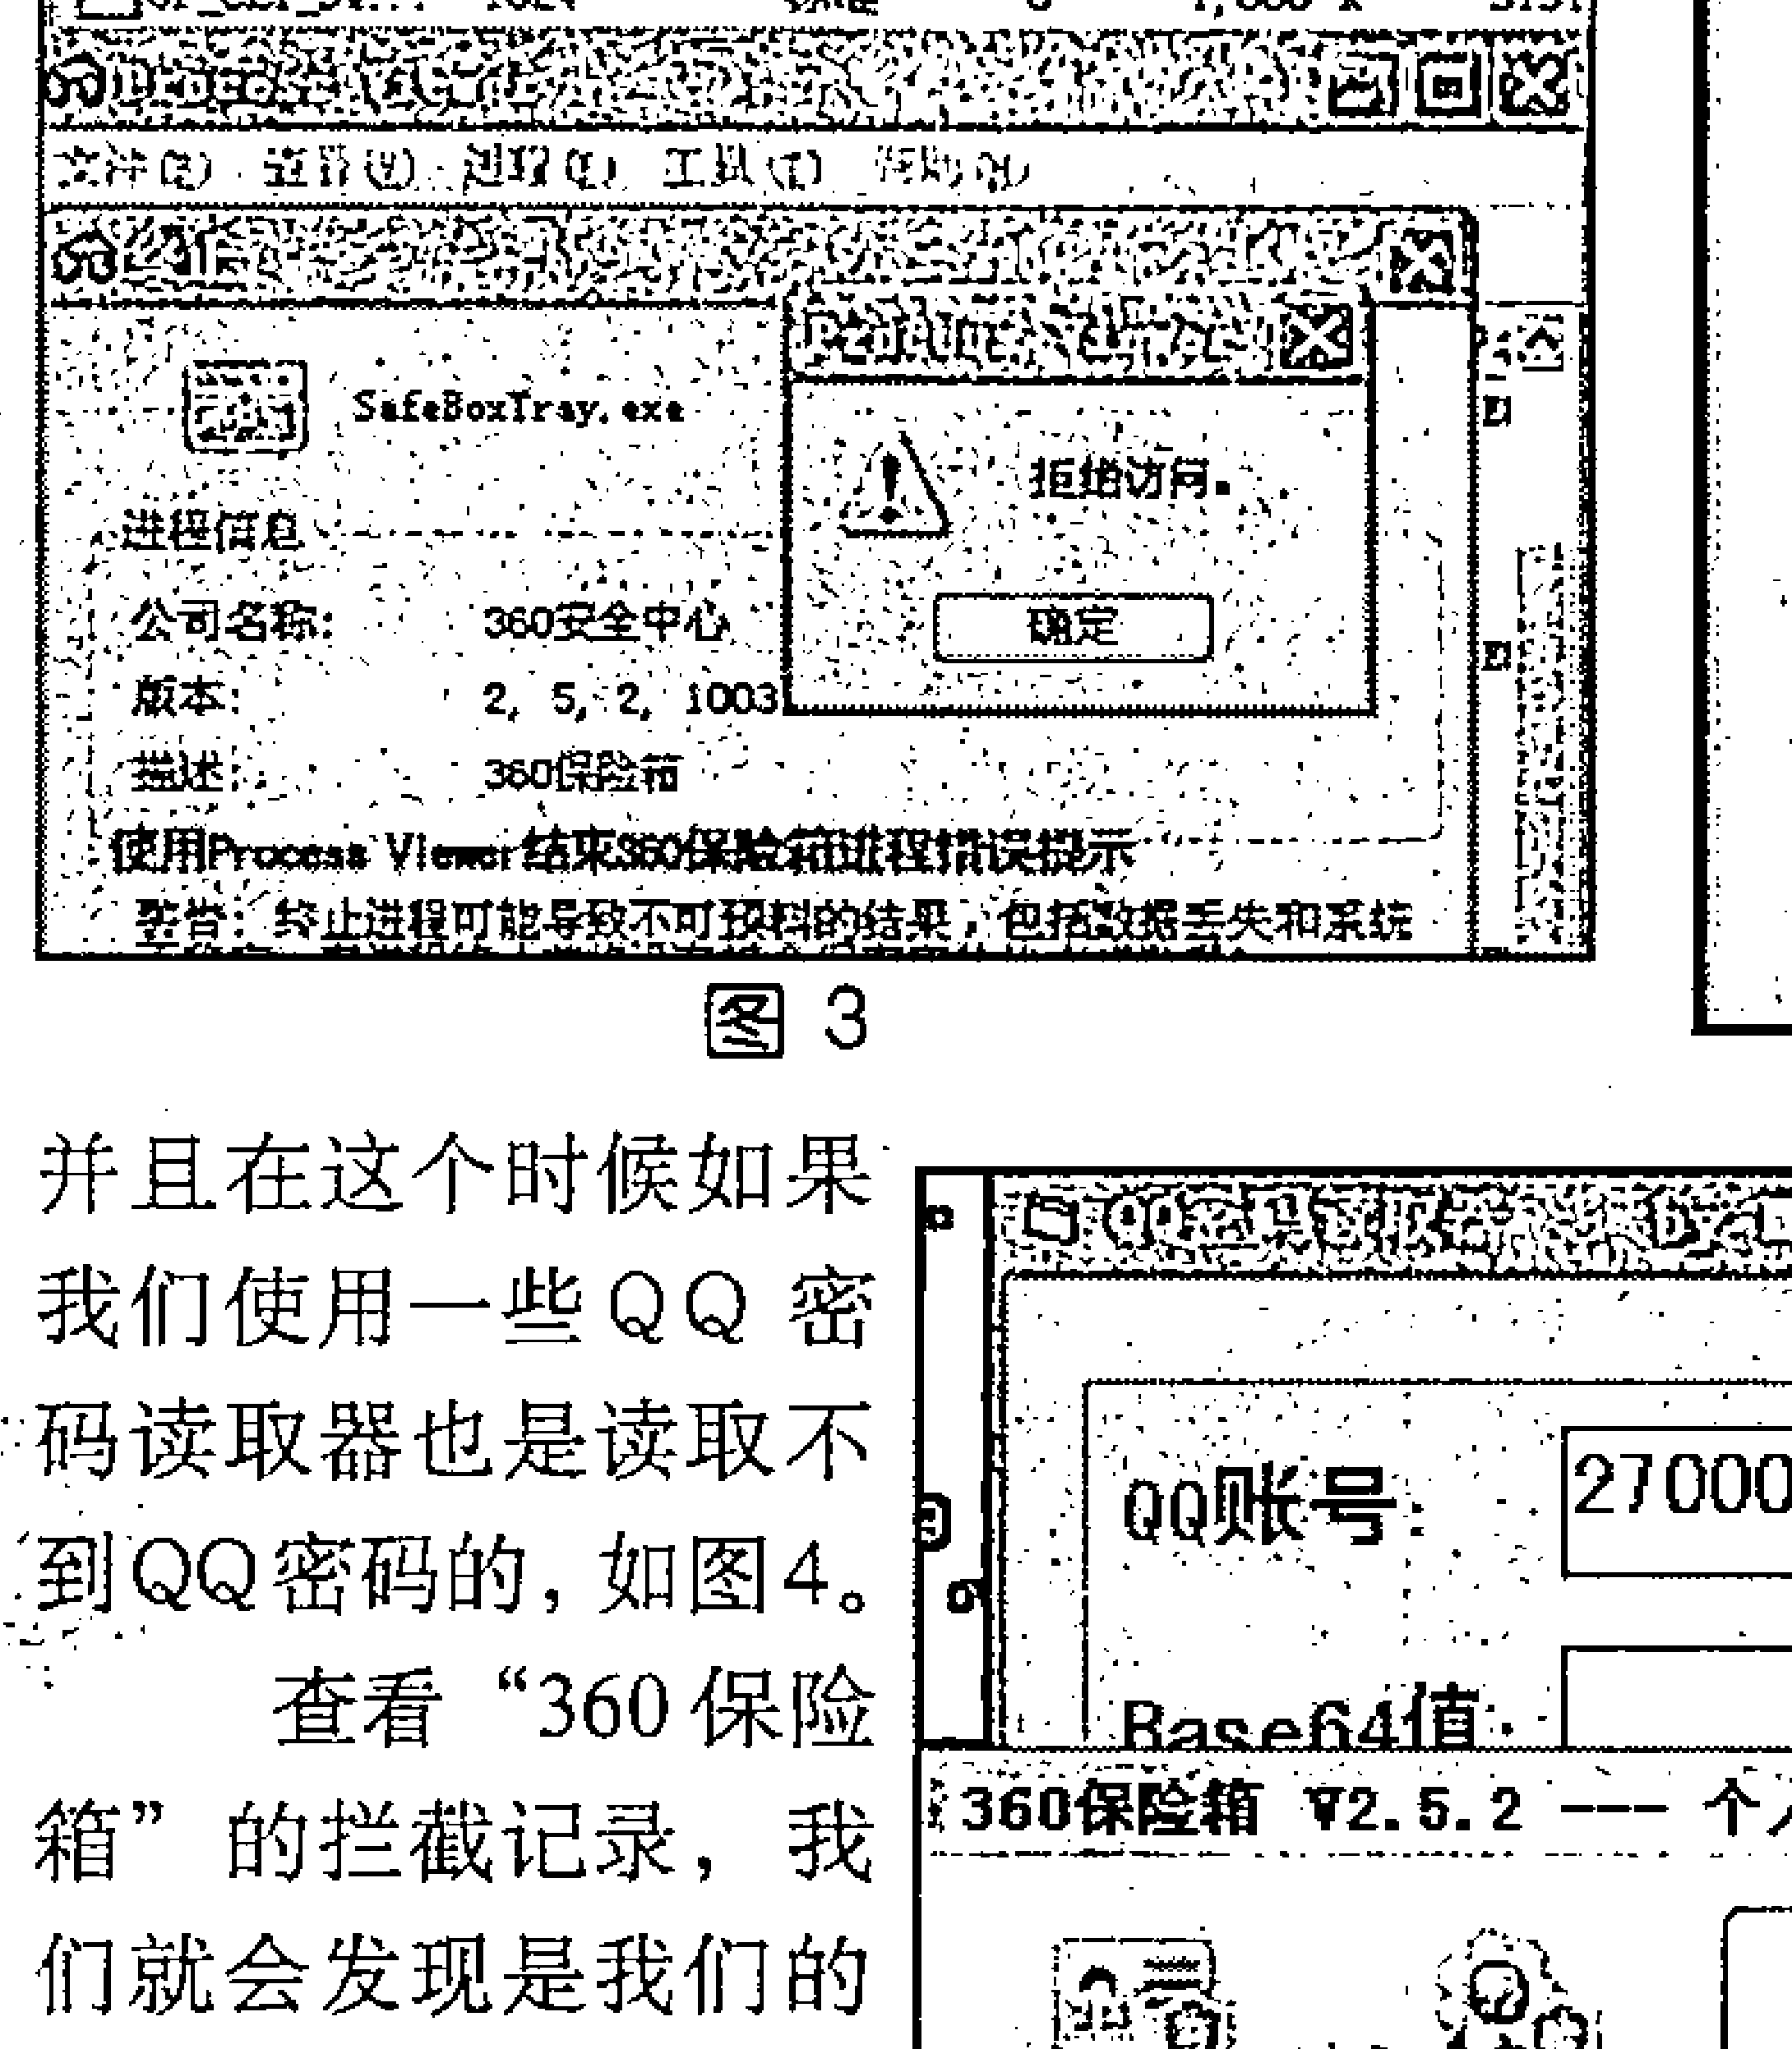 文件(F) 工具(T)
终止
SafeBoxTray.exe
拒绝访问。
进程信息
确定
公司名称: 360安全中心
版本: 2, 5, 2, 1003
描述: 360保险箱
使用Process Viewer结束360保险箱进程错误提示
警告: 终止进程可能导致不可预料的结果, 包括数据丢失和系统
图 3
并且在这个时候如果
我们使用一些QQ 密
码读取器也是读取不
到QQ密码的, 如图4。
查看“360保险
箱”的拦截记录, 我
们就会发现是我们的
QQ密码读取器
QQ账号: 27000
Base64值:
360保险箱 V2.5.2 --- 个